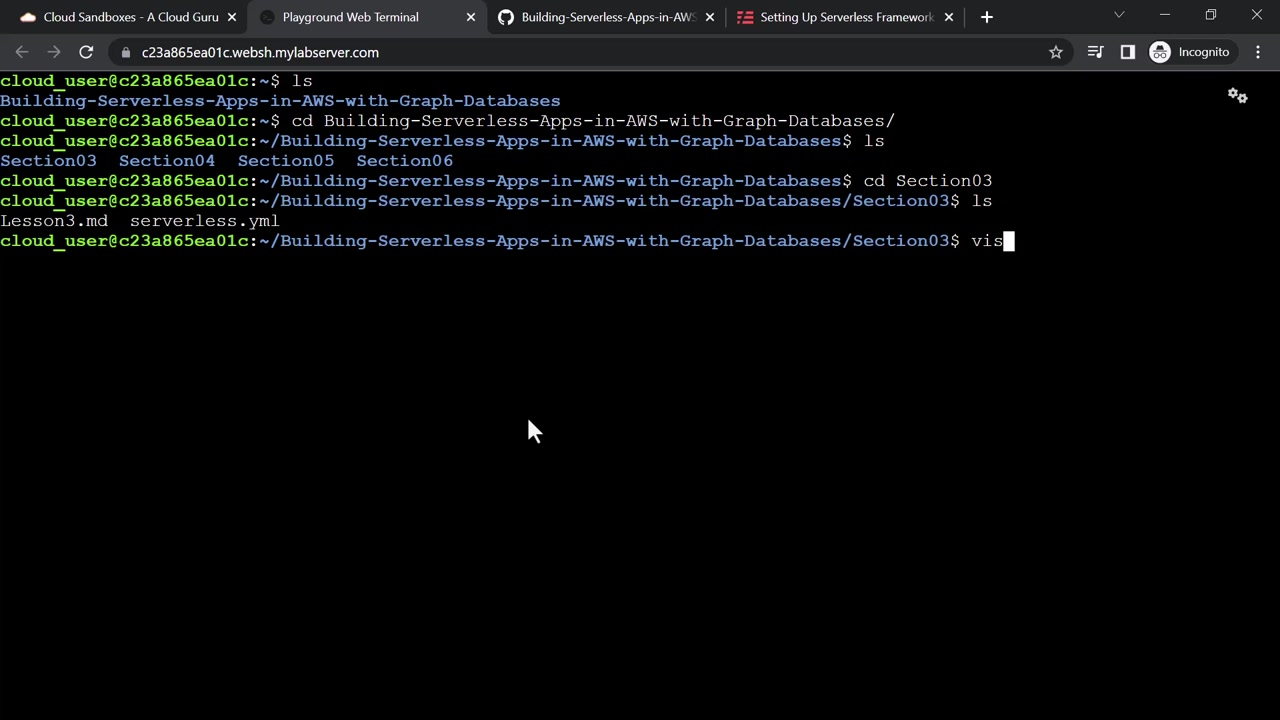 Cloud Sandboxes - A Cloud Guru
Playground Web Terminal
Building-Serverless-Apps-in-AWS
Setting Up Serverless Framework
c23a865ea01c.websh.mylabserver.com
Incognito
cloud_user@c23a865ea01c:~$ ls
Building-Serverless-Apps-in-AWS-with-Graph-Databases
cloud_user@c23a865ea01c:~$ cd Building-Serverless-Apps-in-AWS-with-Graph-Databases/
cloud_user@c23a865ea01c:~/Building-Serverless-Apps-in-AWS-with-Graph-Databases$ ls
Section03  Section04  Section05  Section06
cloud_user@c23a865ea01c:~/Building-Serverless-Apps-in-AWS-with-Graph-Databases$ cd Section03
cloud_user@c23a865ea01c:~/Building-Serverless-Apps-in-AWS-with-Graph-Databases/Section03$ ls
Lesson3.md  serverless.yml
cloud_user@c23a865ea01c:~/Building-Serverless-Apps-in-AWS-with-Graph-Databases/Section03$ vis